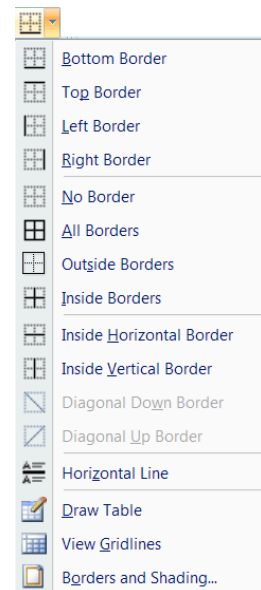 Bottom Border
Top Border
Left Border
Right Border
No Border
All Borders
Outside Borders
Inside Borders
Inside Horizontal Border
Inside Vertical Border
Diagonal Down Border
Diagonal Up Border
Horizontal Line
Draw Table
View Gridlines
Borders and Shading...